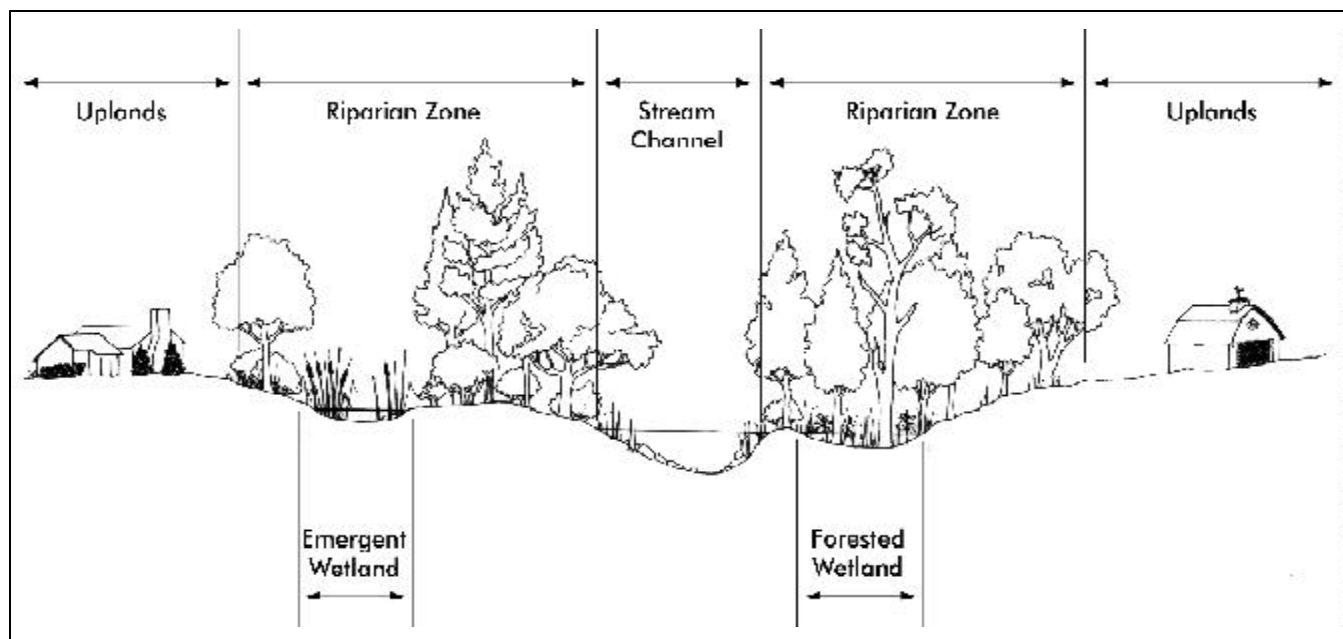 Uplands
Riparian Zone
Stream
Channel
Riparian Zone
Uplands
Emergent
Wetland
Forested
Wetland